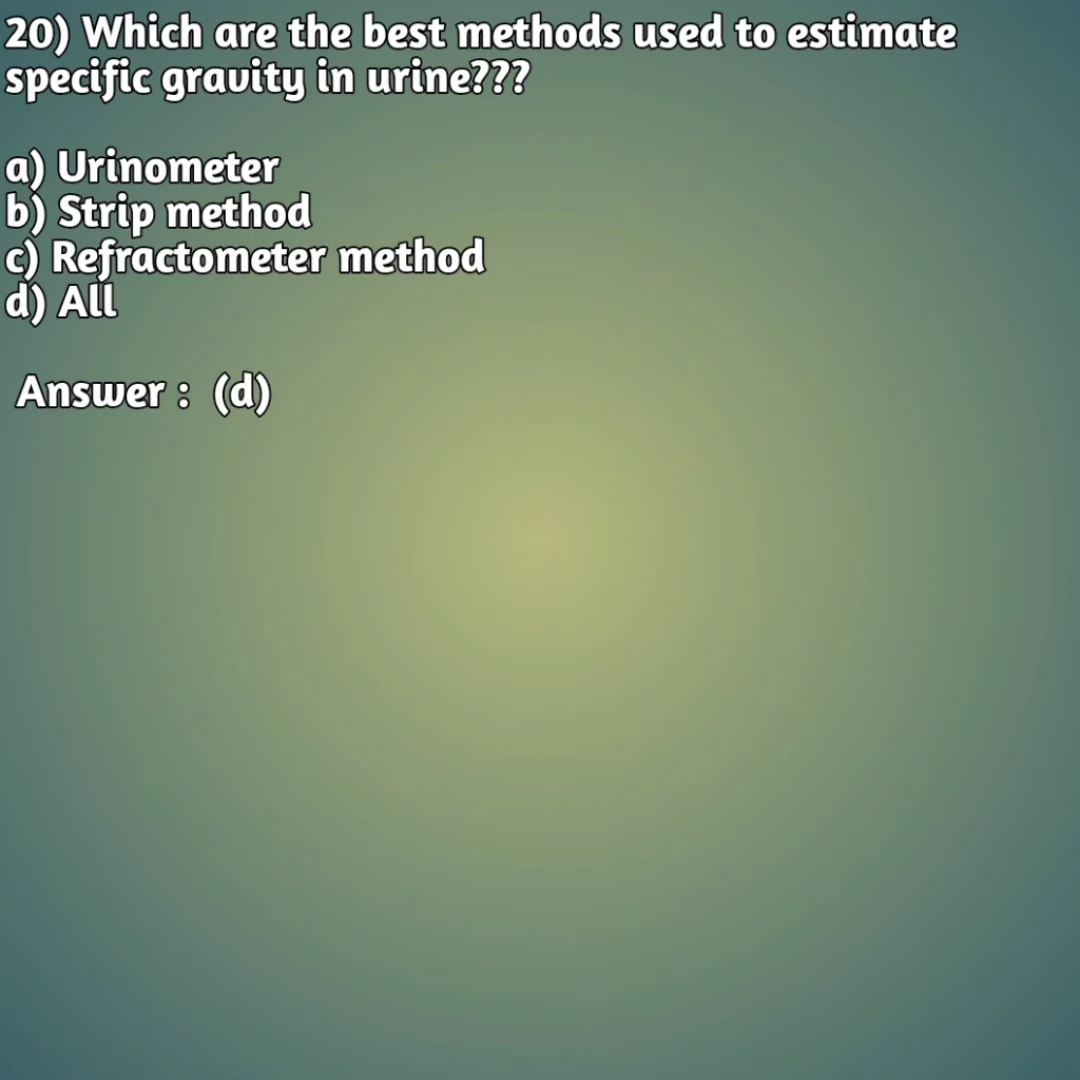 20) Which are the best methods used to estimate
specific gravity in urine???
a) Urinometer
b) Strip method
c) Refractometer method
d) All
Answer : (d)